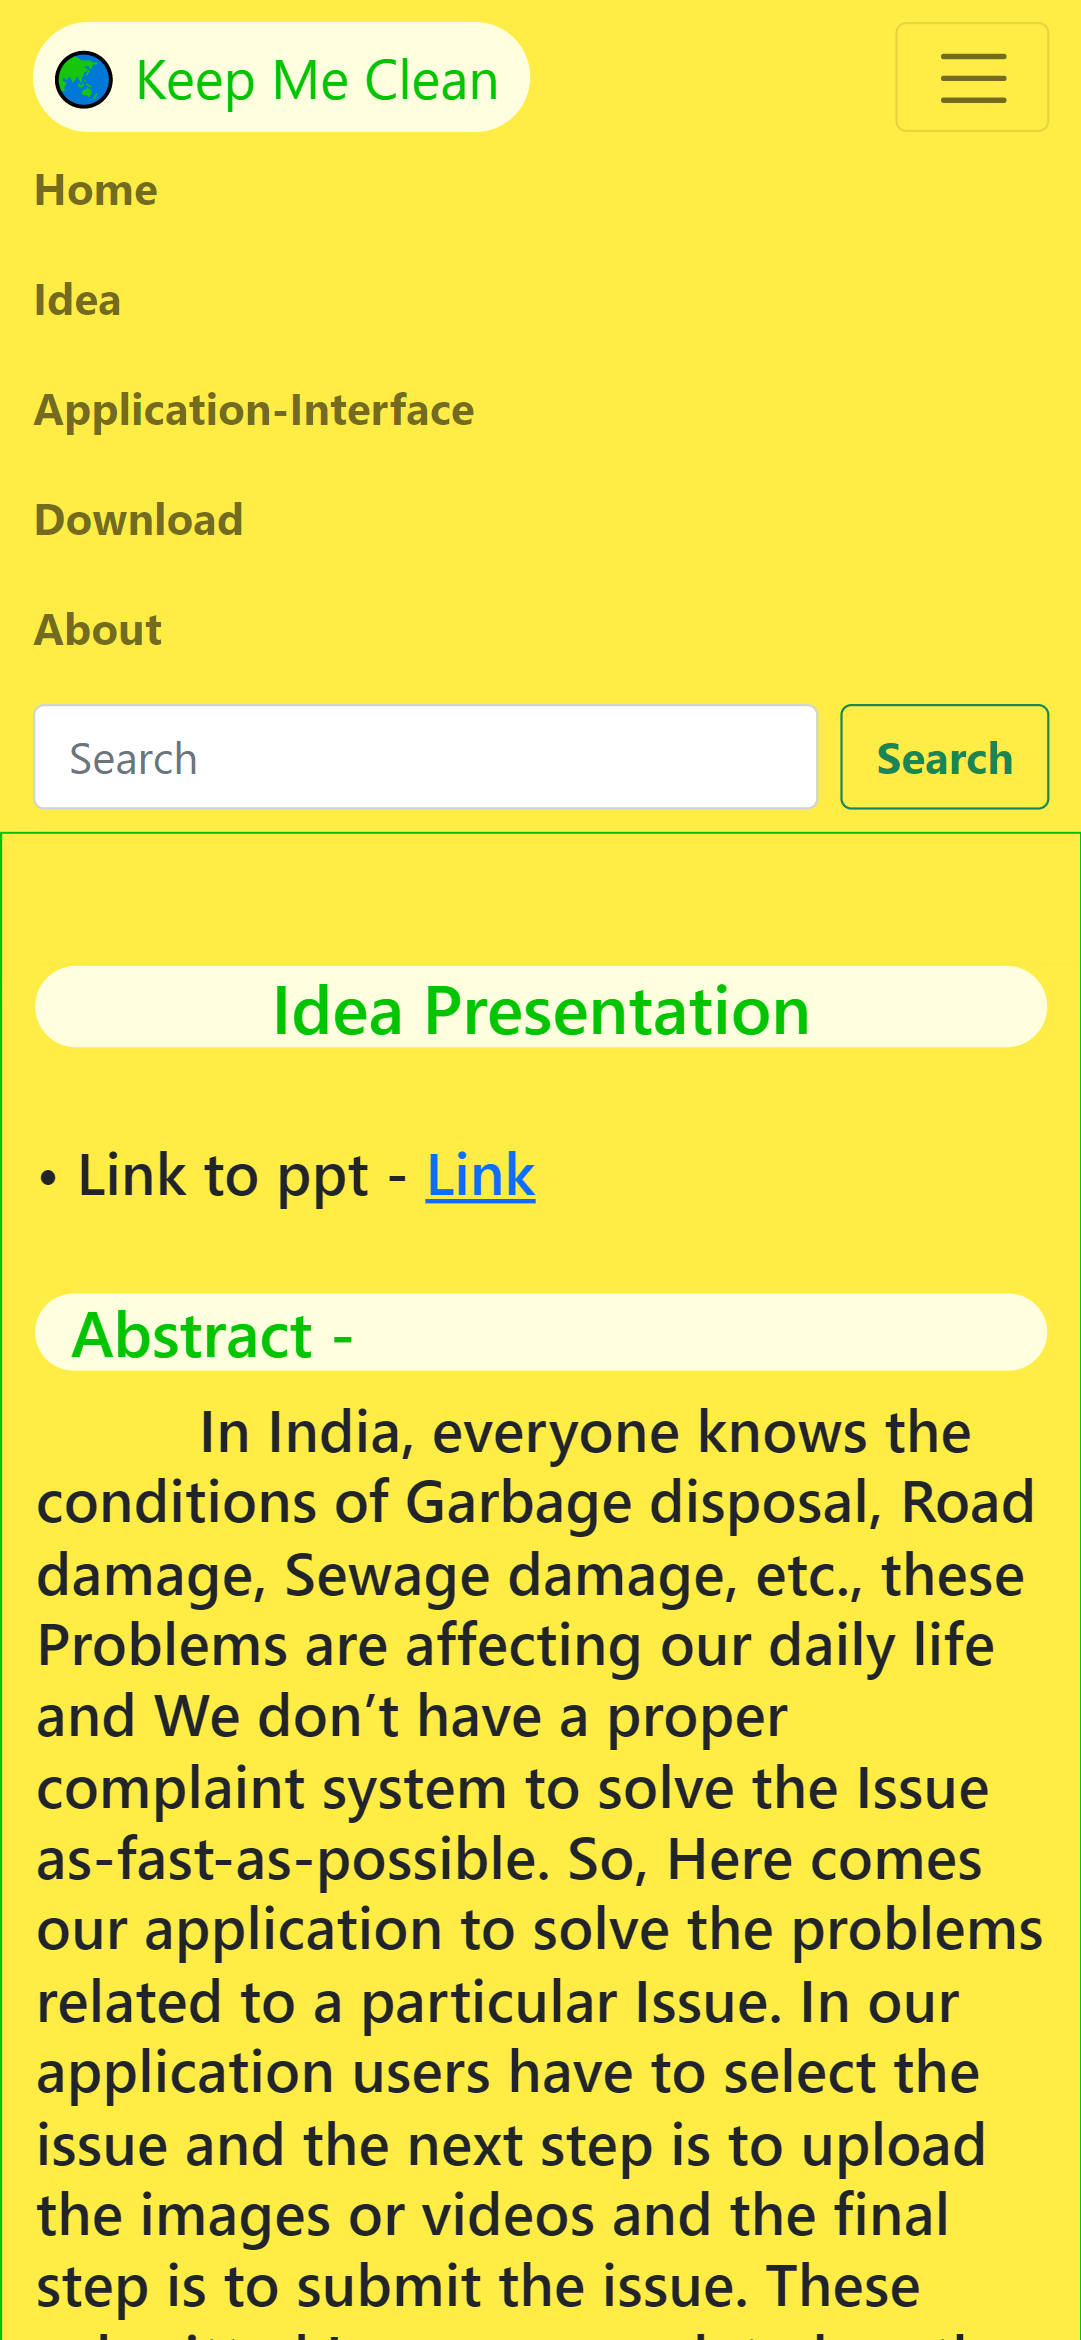 Keep Me Clean
Home
Idea
Application-Interface
Download
About
Search
Search
Idea Presentation
• Link to ppt - Link
Abstract -
In India, everyone knows the
conditions of Garbage disposal, Road
damage, Sewage damage, etc., these
Problems are affecting our daily life
and We don’t have a proper
complaint system to solve the Issue
as-fast-as-possible. So, Here comes
our application to solve the problems
related to a particular Issue. In our
application users have to select the
issue and the next step is to upload
the images or videos and the final
step is to submit the issue. These